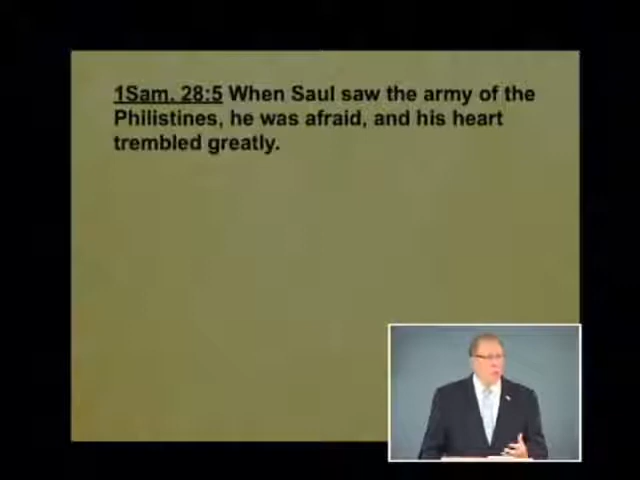 1Sam. 28:5 When Saul saw the army of the
Philistines, he was afraid, and his heart
trembled greatly.